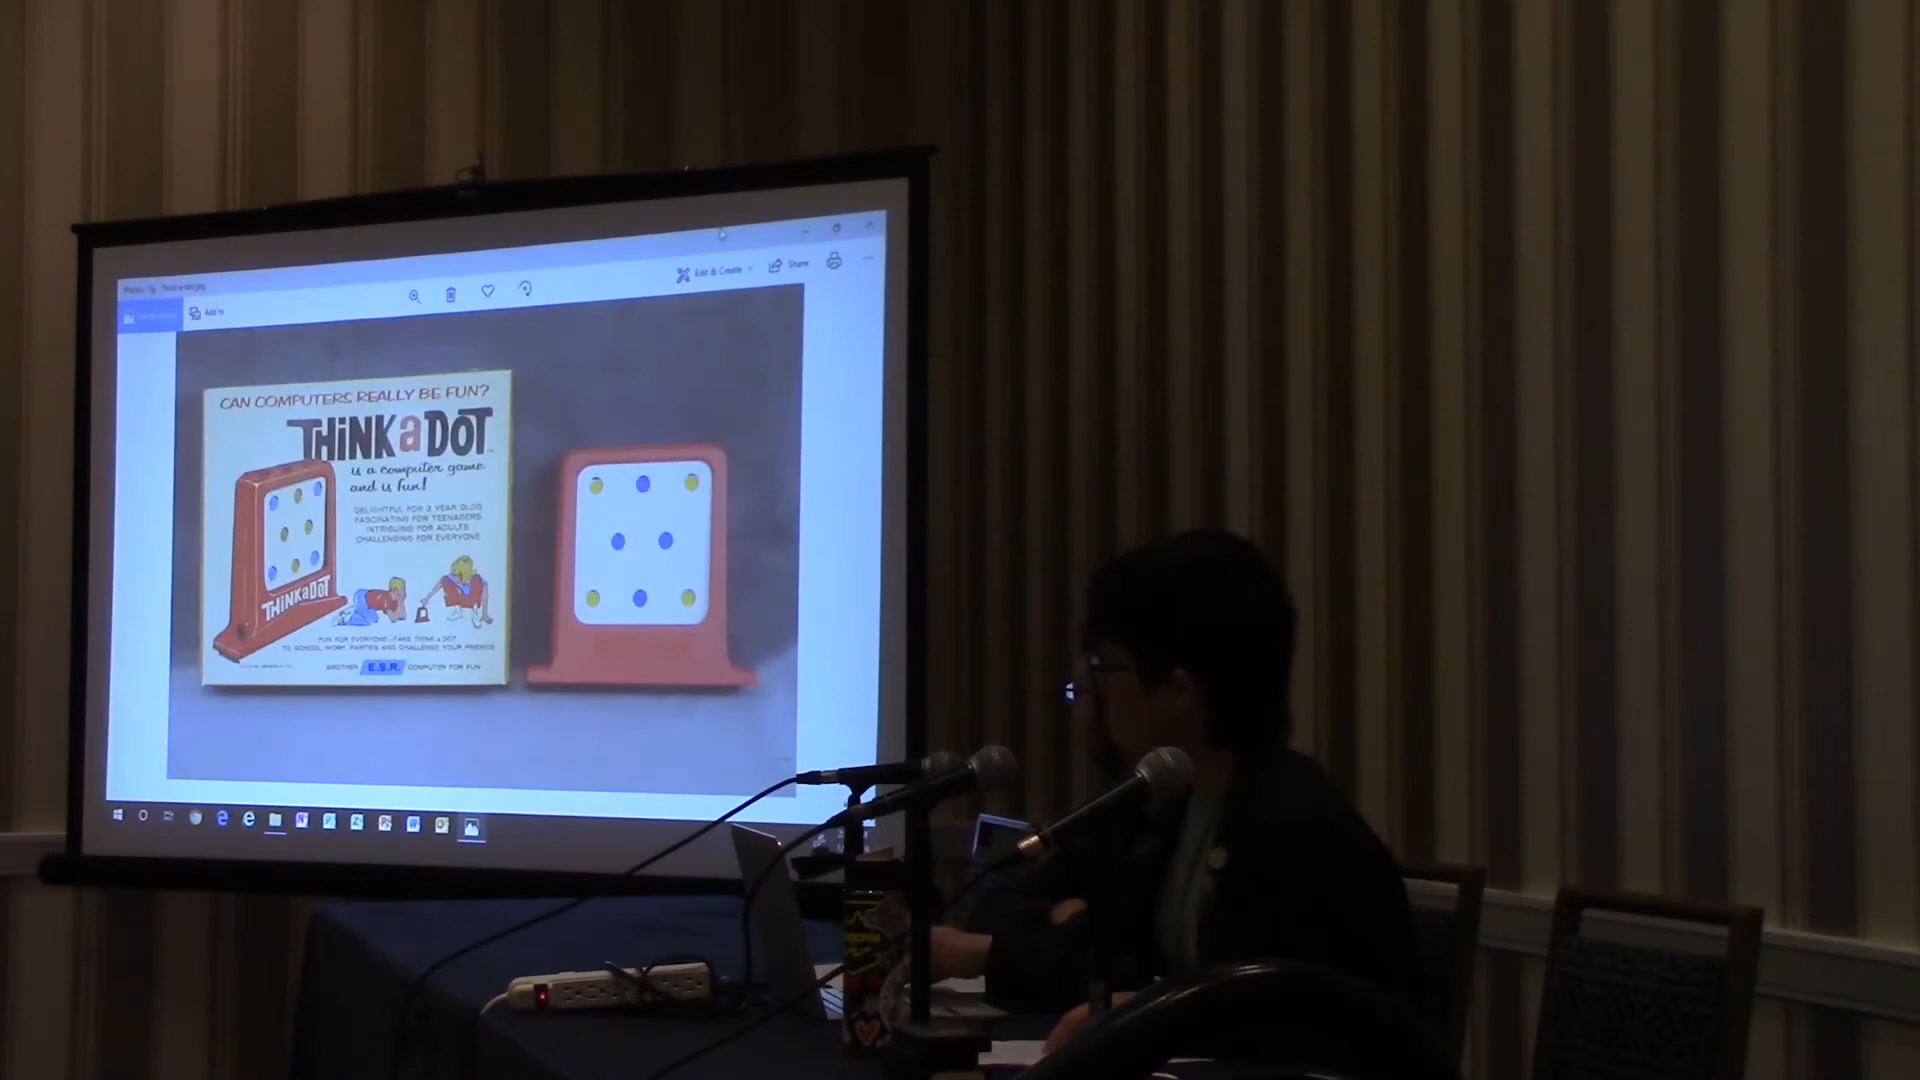 Edit & Create
Share
Add to
CAN COMPUTERS REALLY BE FUN?
THiNK a DOT
is a computer game
and is fun!
DELIGHTFUL FOR 3 YEAR OLDS
FASCINATING FOR TEENAGERS
INTRIGUING FOR ADULTS
CHALLENGING FOR EVERYONE
THiNK a DOT
FUN FOR EVERYONE - TAKE THINK a DOT
TO SCHOOL, WORK, PARTIES AND CHALLENGE YOUR FRIENDS
ANOTHER E.S.R. COMPUTER FOR FUN